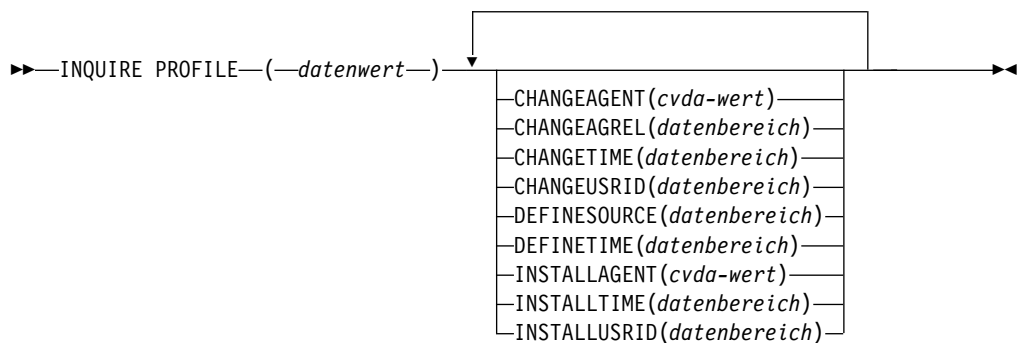 INQUIRE PROFILE ( datenwert )
CHANGEAGENT(cvda-wert)
CHANGEAGREL(datenbereich)
CHANGETIME(datenbereich)
CHANGEUSRID(datenbereich)
DEFINESOURCE(datenbereich)
DEFINETIME(datenbereich)
INSTALLAGENT(cvda-wert)
INSTALLTIME(datenbereich)
INSTALLUSRID(datenbereich)